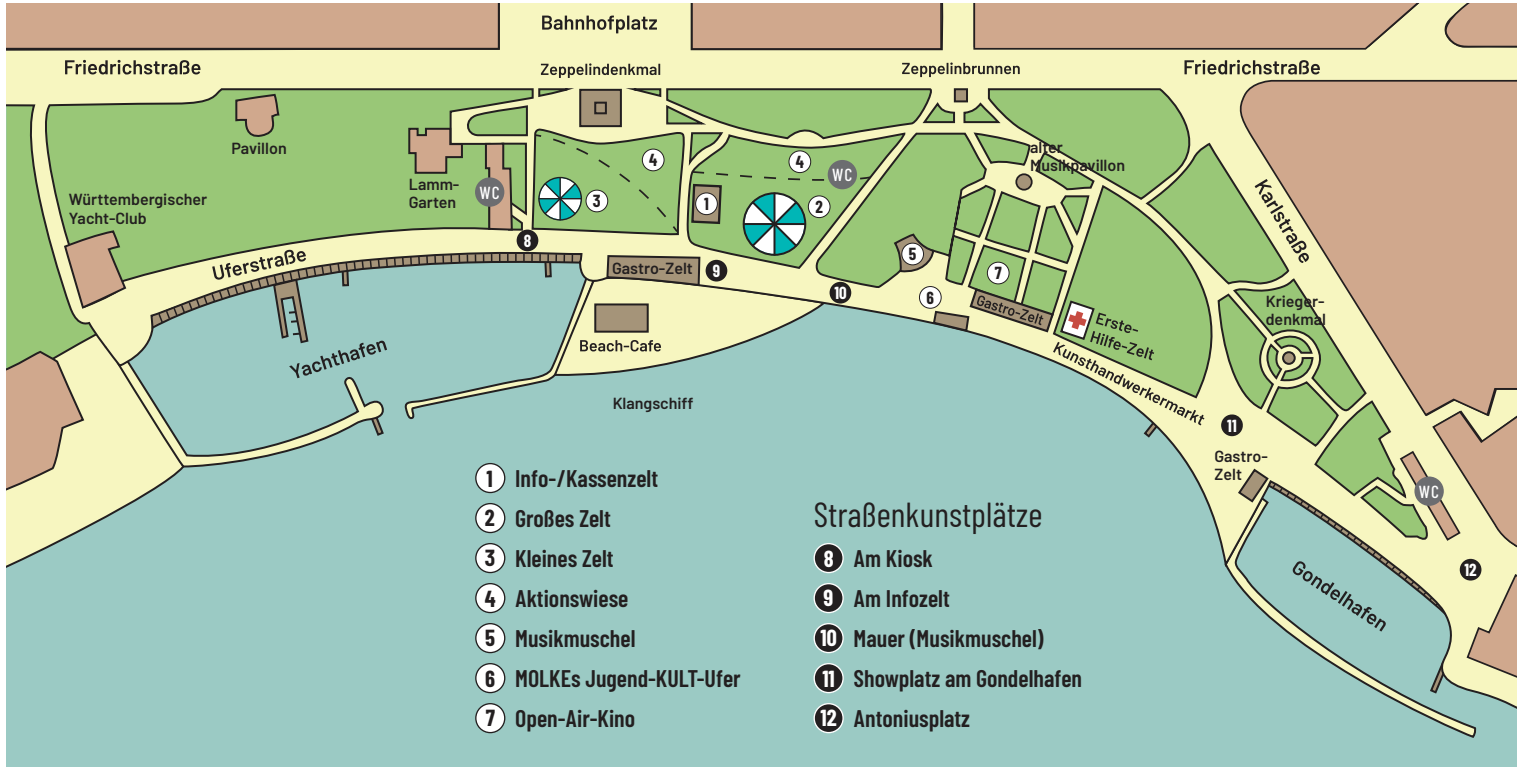 Bahnhofplatz
Friedrichstraße
Zeppelindenkmal
Zeppelinbrunnen
Friedrichstraße
Pavillon
alter
Musikpavillon
4
4
WC
Lamm-
Garten
WC
3
1
2
Württembergischer
Yacht-Club
Karlstraße
8
Uferstraße
Gastro-Zelt
9
5
7
10
6
Gastro-Zelt
Erste-
Hilfe-Zelt
Krieger-
denkmal
Beach-Cafe
Yachthafen
Kunsthandwerkermarkt
Klangschiff
11
Gastro-
Zelt
WC
12
Gondelhafen
1 Info-/Kassenzelt
2 Großes Zelt
3 Kleines Zelt
4 Aktionswiese
5 Musikmuschel
6 MOLKEs Jugend-KULT-Ufer
7 Open-Air-Kino
Straßenkunstplätze
8 Am Kiosk
9 Am Infozelt
10 Mauer (Musikmuschel)
11 Showplatz am Gondelhafen
12 Antoniusplatz